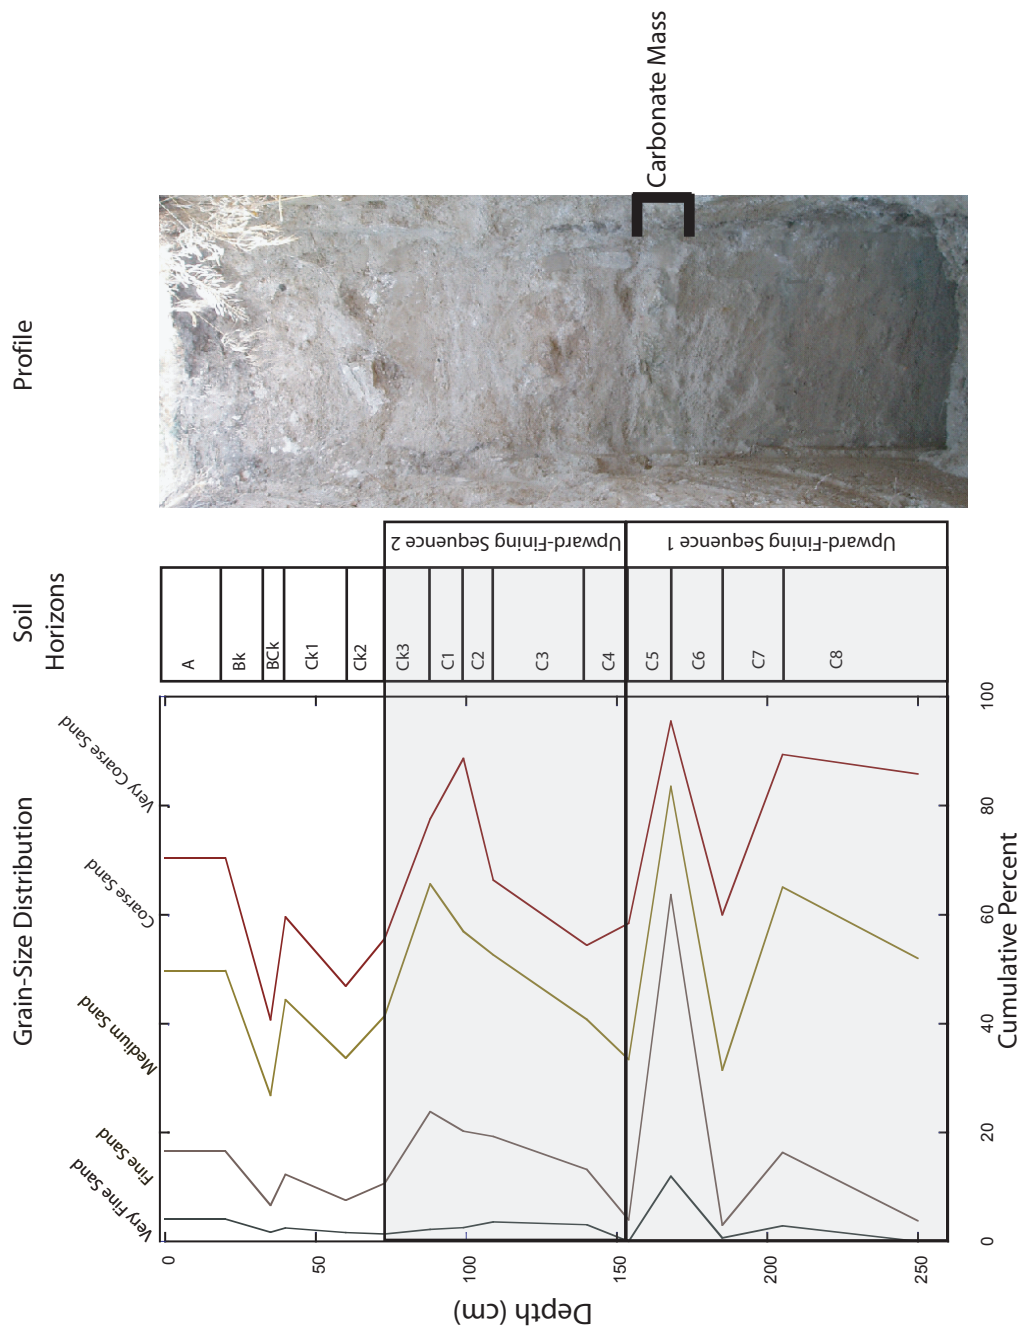 Grain-Size Distribution
Soil
Horizons
Profile
Very Fine Sand
Fine Sand
Medium Sand
Coarse Sand
Very Coarse Sand
A
Bk
BCk
Ck1
Ck2
Ck3
C1
C2
C3
C4
C5
C6
C7
C8
Upward-Fining Sequence 2
Upward-Fining Sequence 1
Carbonate Mass
0
50
100
150
200
250
Depth (cm)
0
20
40
60
80
100
Cumulative Percent